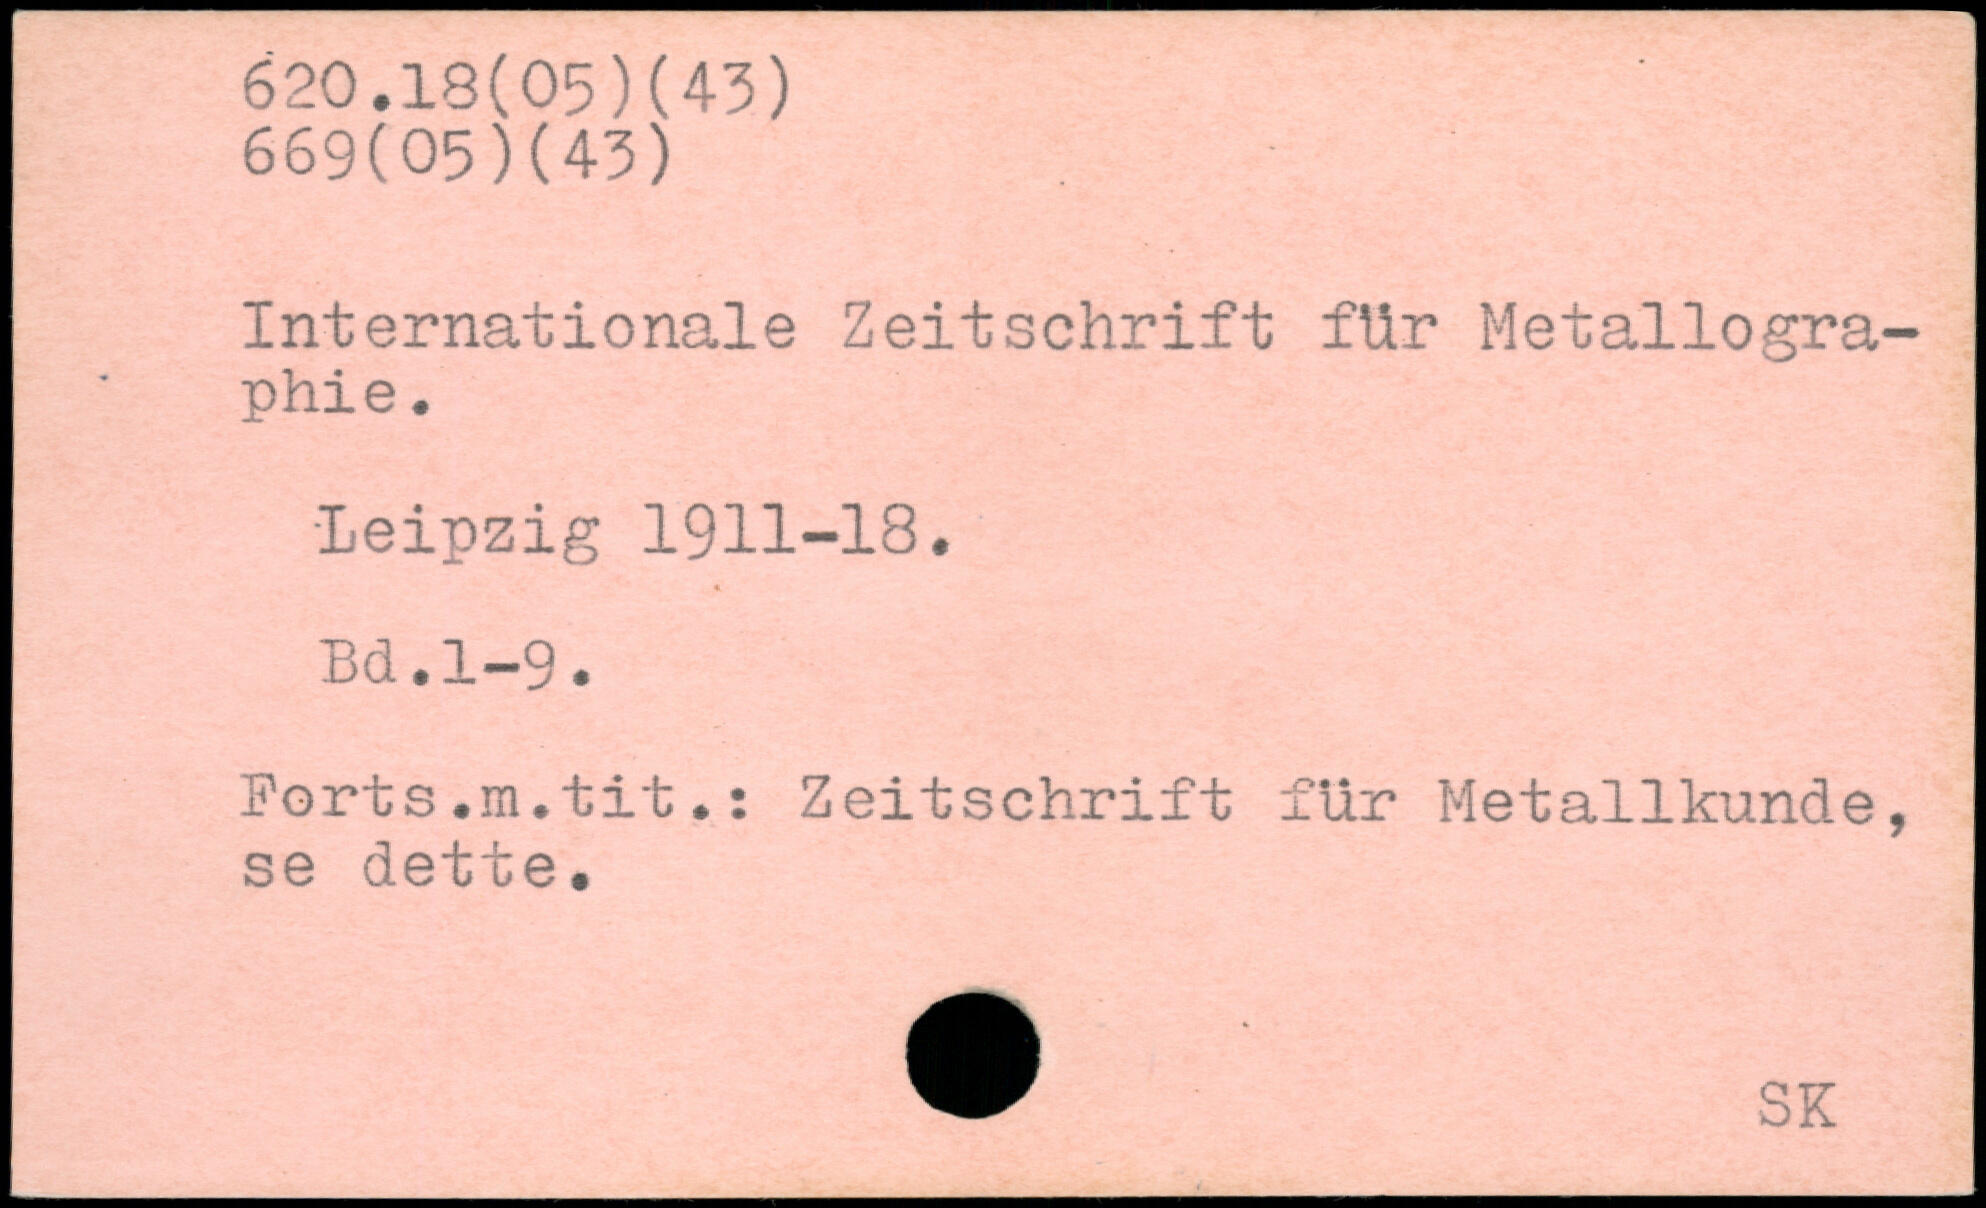 620.18(05)(43)
669(05)(43)
Internationale Zeitschrift für Metallogra-
phie.
Leipzig 1911-18.
Bd.1-9.
Forts.m.tit.: Zeitschrift für Metallkunde,
se dette.
SK